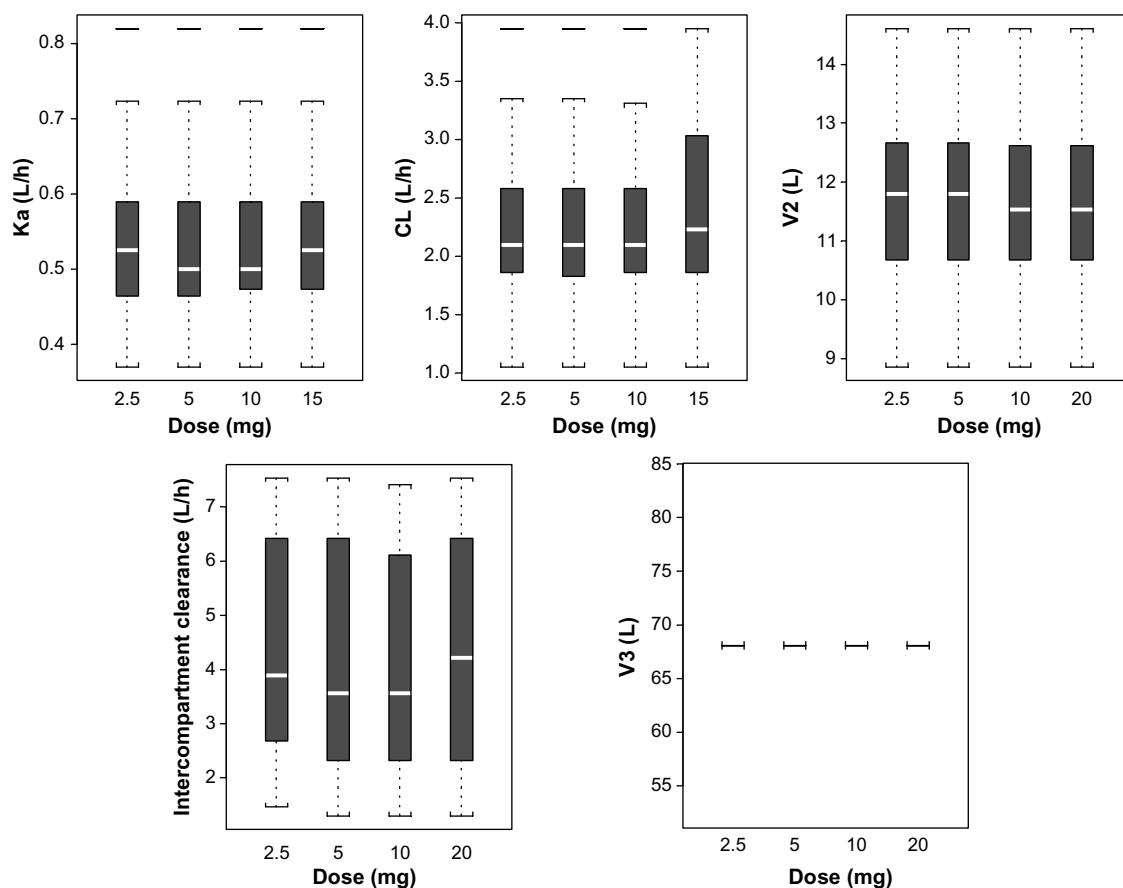 Ka (L/h)
0.8
0.7
0.6
0.5
0.4
2.5 5 10 15
Dose (mg)
CL (L/h)
4.0
3.5
3.0
2.5
2.0
1.5
1.0
2.5 5 10 15
Dose (mg)
V2 (L)
14
13
12
11
10
9
2.5 5 10 20
Dose (mg)
Intercompartment clearance (L/h)
7
6
5
4
3
2
2.5 5 10 20
Dose (mg)
V3 (L)
85
80
75
70
65
60
55
2.5 5 10 20
Dose (mg)